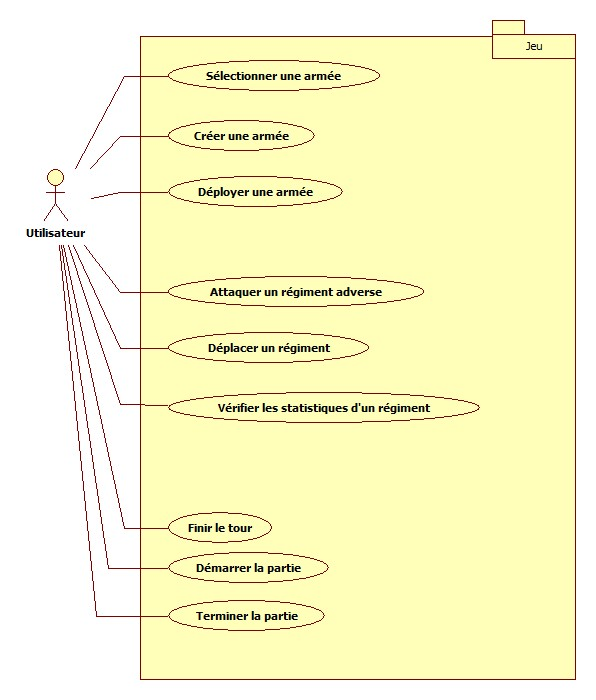 Jeu
Sélectionner une armée
Créer une armée
Déployer une armée
Utilisateur
Attaquer un régiment adverse
Déplacer un régiment
Vérifier les statistiques d'un régiment
Finir le tour
Démarrer la partie
Terminer la partie